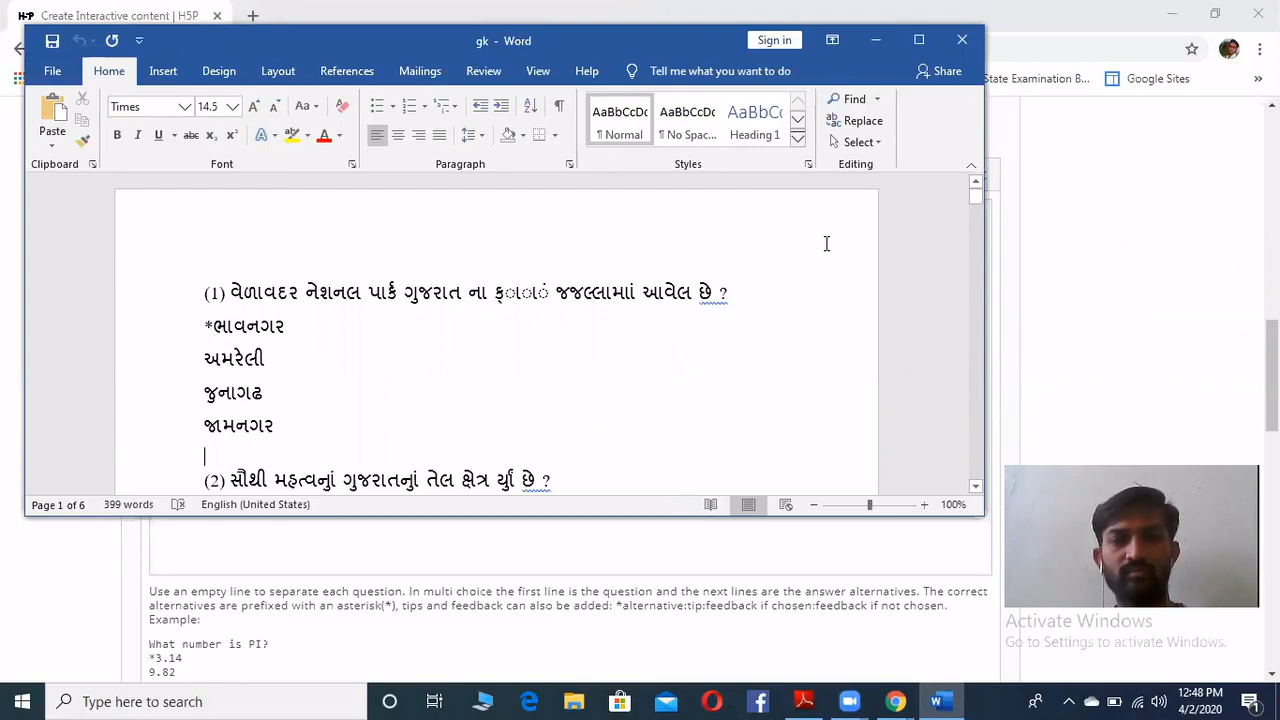 H-P Create Interactive content | H5P
gk - Word
Sign in
File Home Insert Design Layout References Mailings Review View Help Tell me what you want to do Share
State Examination B... Google Sites
Times 14.5
Paste
AaBbCcDc AaBbCcDc AaBbCc
¶ Normal ¶ No Spac... Heading 1
Find
Replace
Select
Clipboard Font Paragraph Styles Editing
(1) વેળાવદર નેશનલ પાર્ક ગુજરાત ના જજલ્લામાાં આવેલ છે ?
*ભાવનગર
અમરેલી
જુનાગઢ
જામનગર
(2) સૌથી મહત્વનાં ગુજરાતનાં તેલ ક્ષેત્ર છે ?
Page 1 of 6 399 words English (United States) 100%
Use an empty line to separate each question. In multi choice the first line is the question and the next lines are the answer alternatives. The correct
alternatives are prefixed with an asterisk(*), tips and feedback can also be added: *alternative:tip:feedback if chosen:feedback if not chosen.
Example:
What number is PI?
*3.14
9.82
Activate Windows
Go to Settings to activate Windows.
Type here to search
12:48 PM
4/2/2020